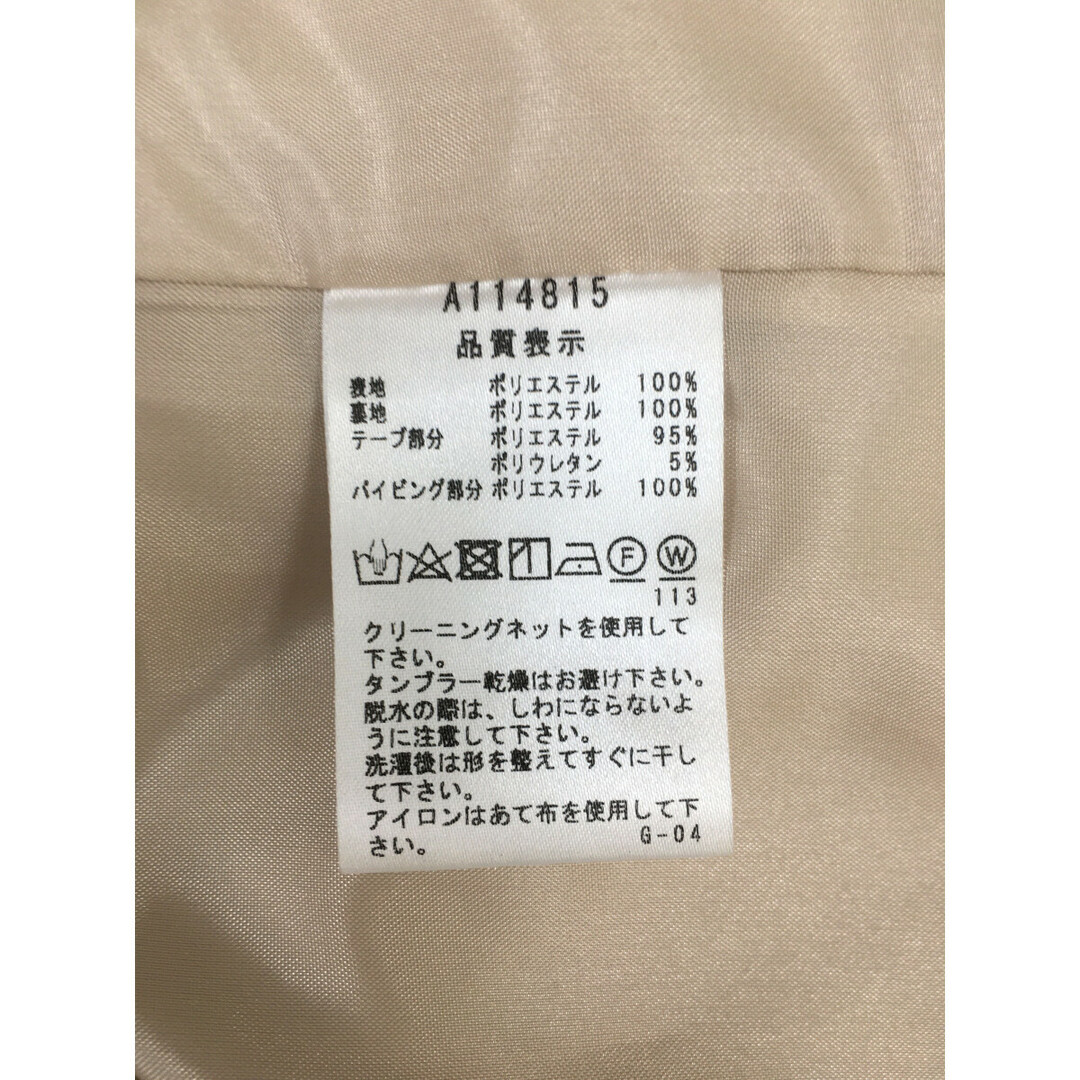 A114815
品質表示
表地 ポリエステル 100%
裏地 ポリエステル 100%
テープ部分 ポリエステル 95%
ポリウレタン 5%
パイピング部分 ポリエステル 100%
F W
113
クリーニングネットを使用して
下さい。
タンブラー乾燥はお避け下さい。
脱水の際は、しわにならないよ
うに注意して下さい。
洗濯後は形を整えてすぐに干し
て下さい。
アイロンはあて布を使用して下
さい。 G-04